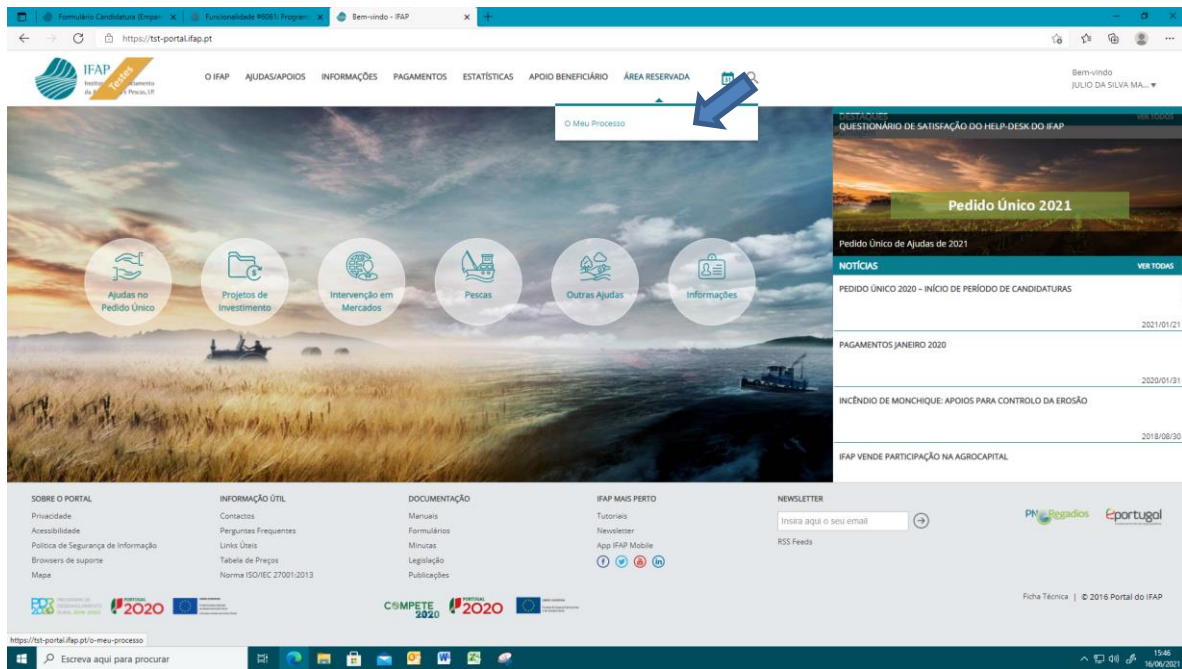 Formulário Candidatura (Empar
Funcionalidade #6061: Program
Bem-vindo - IFAP
https://tst-portal.ifap.pt
IFAP
Testes
O IFAP
AJUDAS/APOIOS
INFORMAÇÕES
PAGAMENTOS
ESTATÍSTICAS
APOIO BENEFICIÁRIO
ÁREA RESERVADA
Bem-vindo
JULIO DA SILVA MA...
O Meu Processo
DESTAQUES
VER TODOS
QUESTIONÁRIO DE SATISFAÇÃO DO HELP-DESK DO IFAP
Pedido Único 2021
Pedido Único de Ajudas de 2021
Ajudas no
Pedido Único
Projetos de
Investimento
Intervenção em
Mercados
Pescas
Outras Ajudas
Informações
NOTÍCIAS
VER TODAS
PEDIDO ÚNICO 2020 – INÍCIO DE PERÍODO DE CANDIDATURAS
2021/01/21
PAGAMENTOS JANEIRO 2020
2020/01/31
INCÊNDIO DE MONCHIQUE: APOIOS PARA CONTROLO DA EROSÃO
2018/08/30
IFAP VENDE PARTICIPAÇÃO NA AGROCAPITAL
SOBRE O PORTAL
Privacidade
Acessibilidade
Política de Segurança de Informação
Browsers de suporte
Mapa
INFORMAÇÃO ÚTIL
Contactos
Perguntas Frequentes
Links Úteis
Tabela de Preços
Norma ISO/IEC 27001:2013
DOCUMENTAÇÃO
Manuais
Formulários
Minutas
Legislação
Publicações
IFAP MAIS PERTO
Tutoriais
Newsletter
App IFAP Mobile
NEWSLETTER
Insira aqui o seu email
RSS Feeds
PN Regadios
eportugal
PDR
2020
PORTUGAL
2020
COMPETE
2020
PORTUGAL
2020
Ficha Técnica | © 2016 Portal do IFAP
https://tst-portal.ifap.pt/o-meu-processo
Escreva aqui para procurar
15:46
16/06/2021